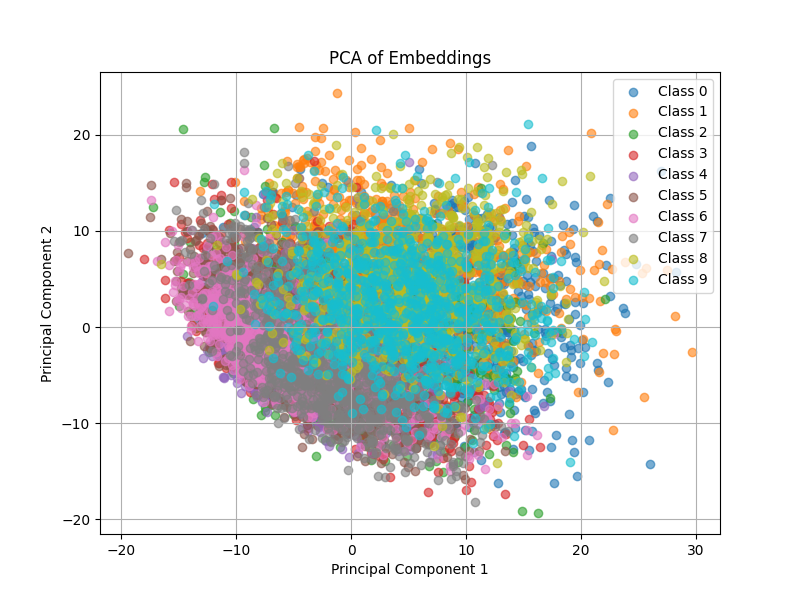 PCA of Embeddings
Class 0
Class 1
Class 2
Class 3
Class 4
Class 5
Class 6
Class 7
Class 8
Class 9
20
10
0
−10
−20
Principal Component 2
−20 −10 0 10 20 30
Principal Component 1